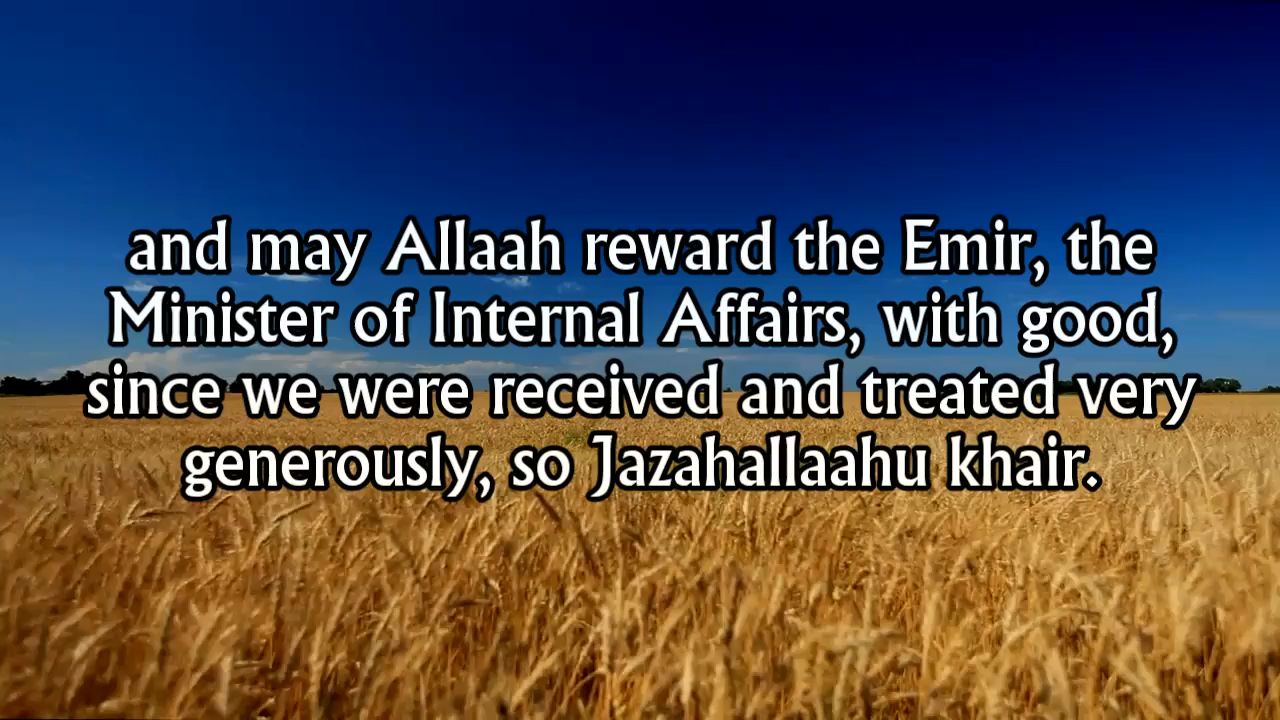 and may Allaah reward the Emir, the
Minister of Internal Affairs, with good,
since we were received and treated very
generously, so Jazahallaahu khair.